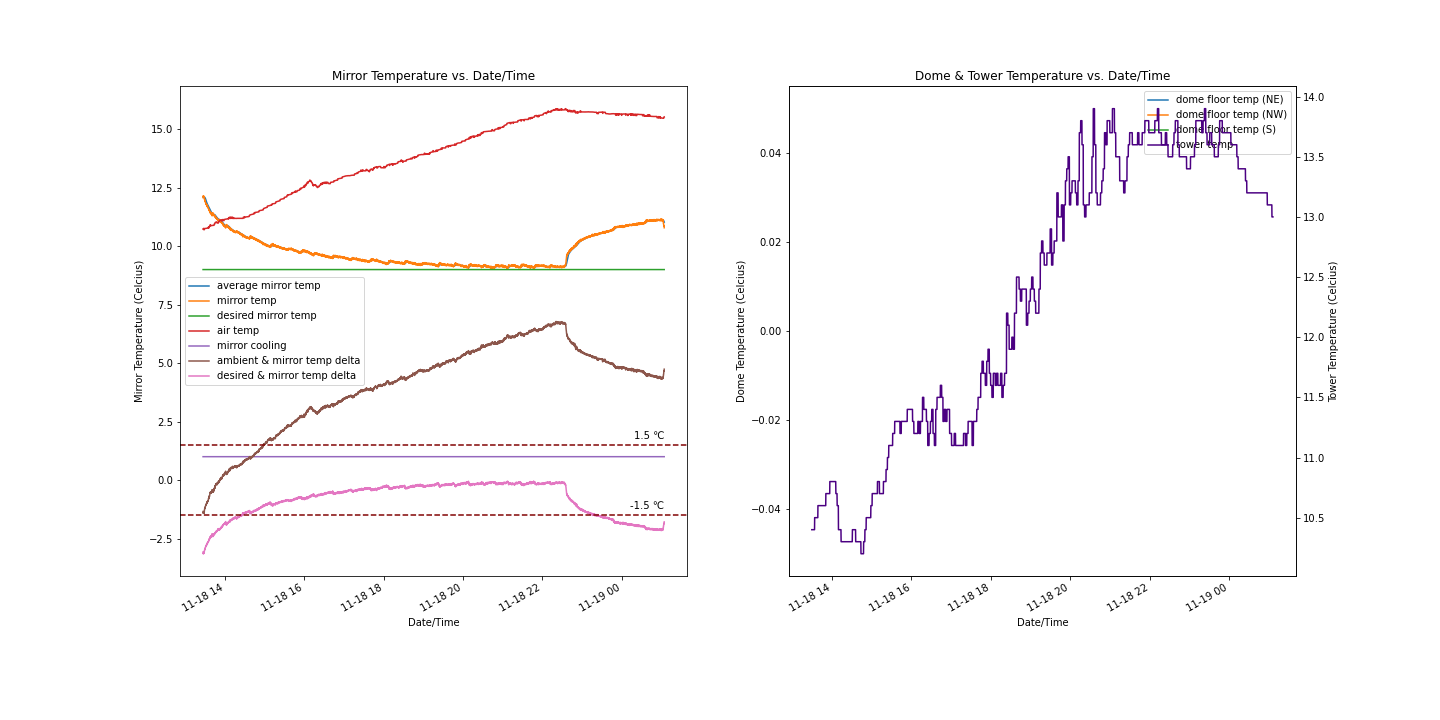 Mirror Temperature vs. Date/Time
Mirror Temperature (Celcius)
15.0
12.5
10.0
7.5
5.0
2.5
0.0
−2.5
average mirror temp
mirror temp
desired mirror temp
air temp
mirror cooling
ambient & mirror temp delta
desired & mirror temp delta
1.5 °C
-1.5 °C
11-18 14
11-18 16
11-18 18
11-18 20
11-18 22
11-19 00
Date/Time
Dome & Tower Temperature vs. Date/Time
Dome Temperature (Celcius)
0.04
0.02
0.00
−0.02
−0.04
dome floor temp (NE)
dome floor temp (NW)
dome floor temp (S)
tower temp
14.0
13.5
13.0
12.5
12.0
11.5
11.0
10.5
Tower Temperature (Celcius)
11-18 14
11-18 16
11-18 18
11-18 20
11-18 22
11-19 00
Date/Time